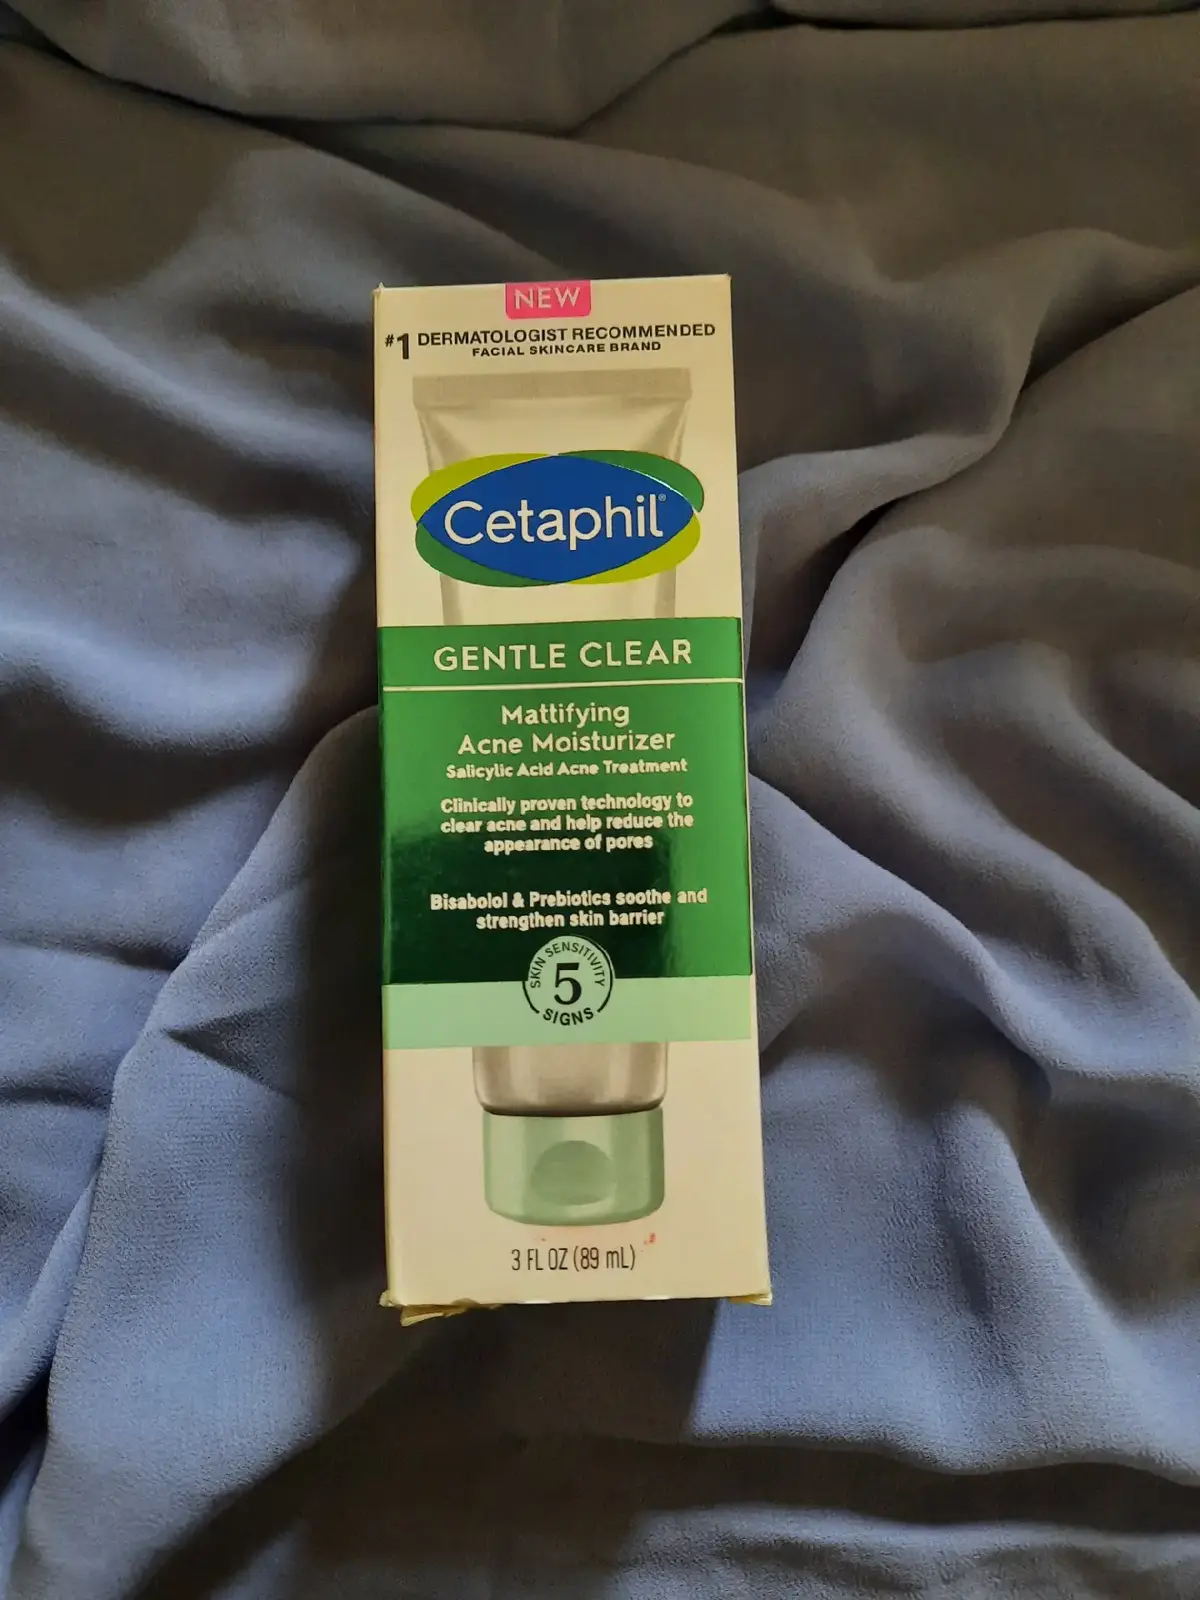 NEW
#1 DERMATOLOGIST RECOMMENDED
FACIAL SKINCARE BRAND
Cetaphil®
GENTLE CLEAR
Mattifying
Acne Moisturizer
Salicylic Acid Acne Treatment
Clinically proven technology to
clear acne and help reduce the
appearance of pores
Bisabolol & Prebiotics soothe and
strengthen skin barrier
SKIN SENSITIVITY
5
SIGNS
3 FL OZ (89 mL)